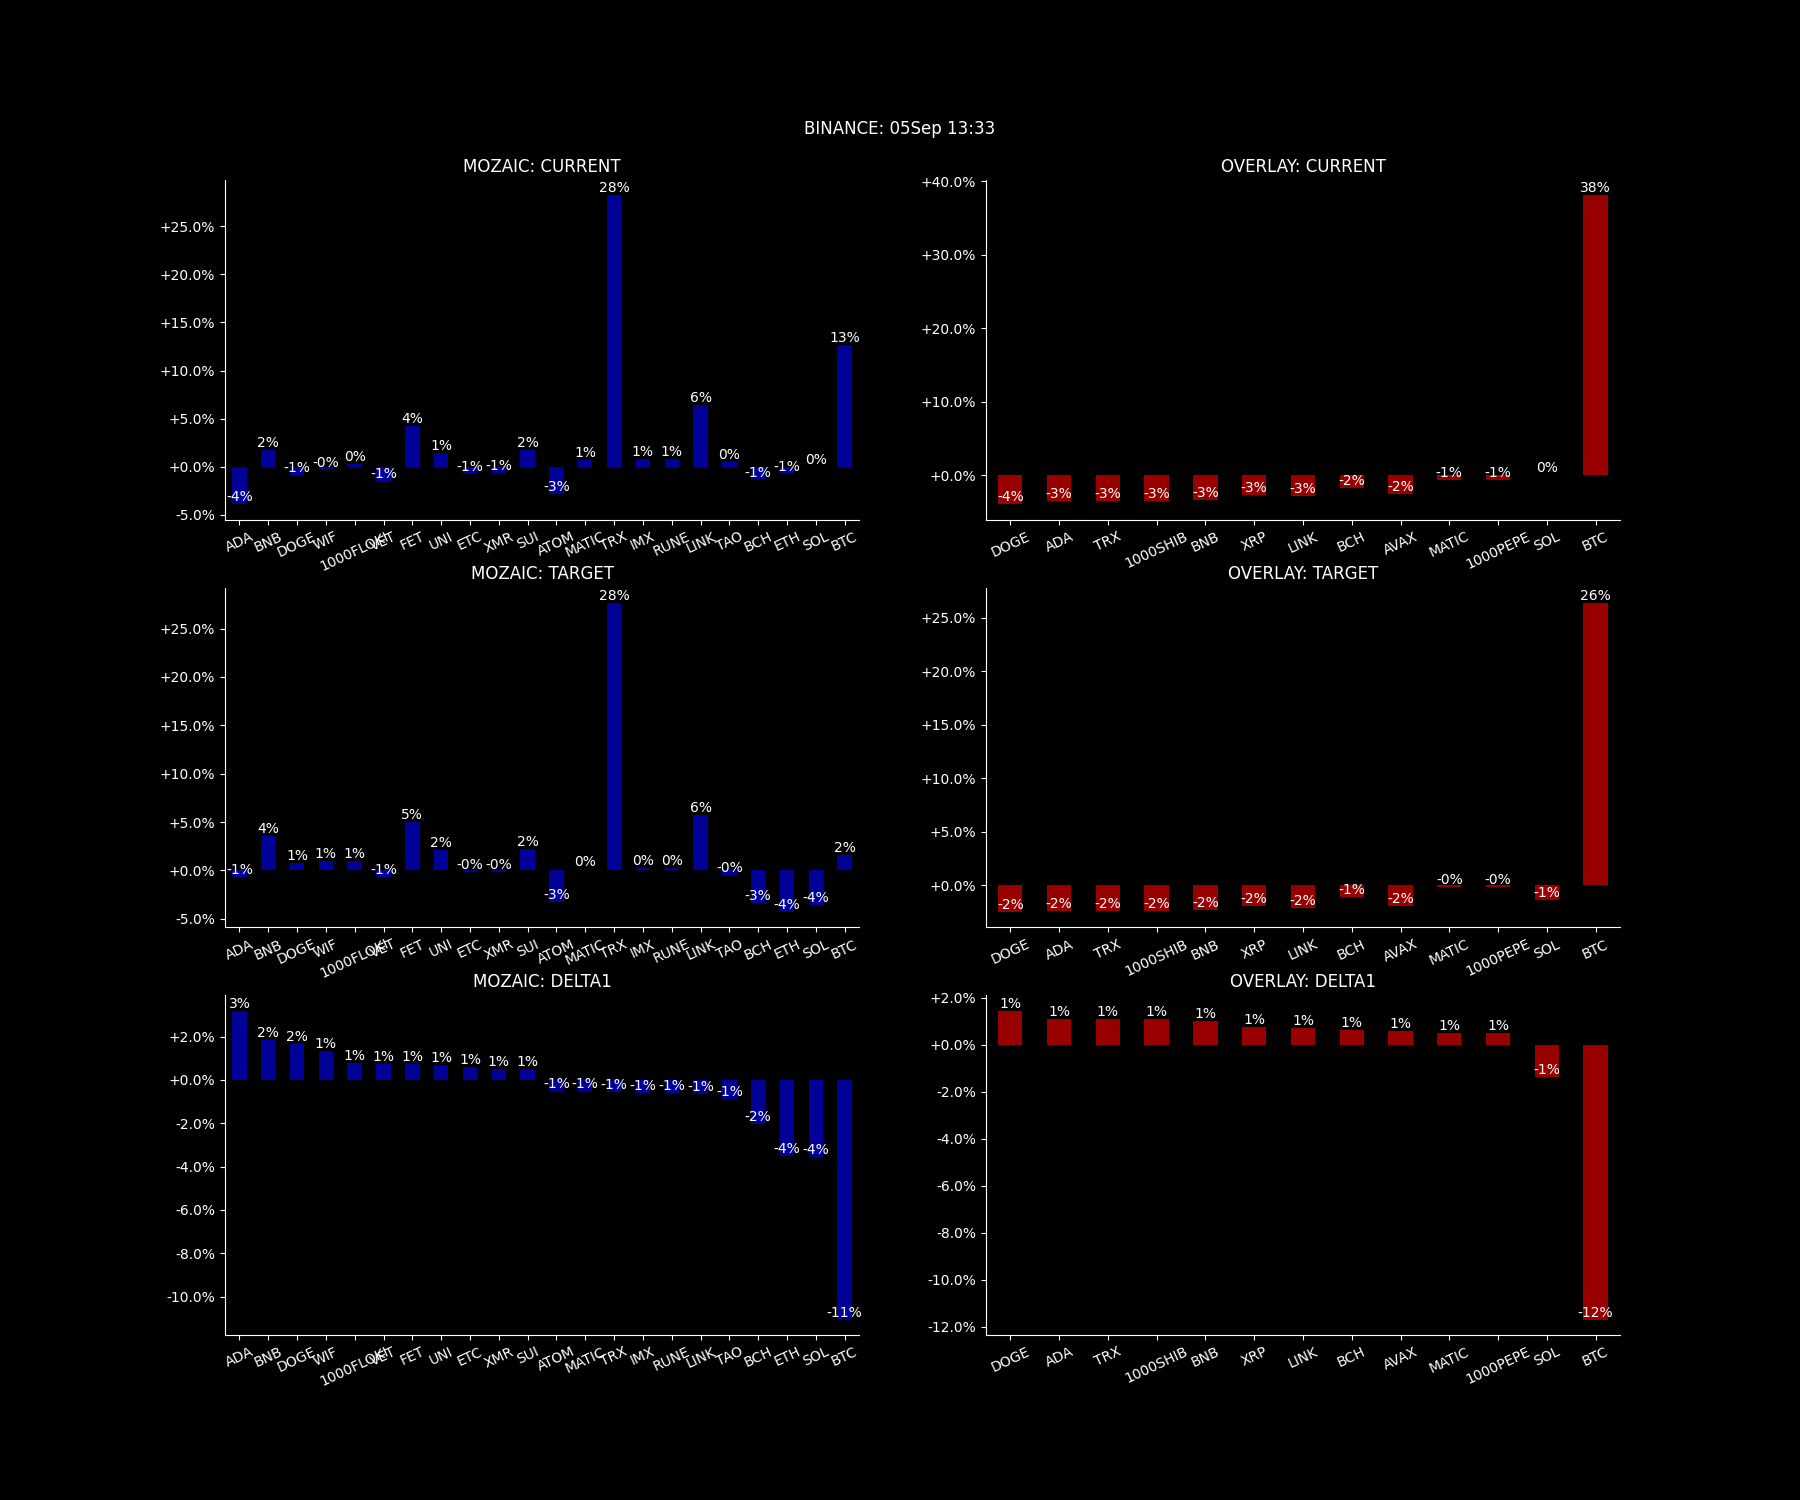 BINANCE: 05Sep 13:33
MOZAIC: CURRENT
+25.0%
+20.0%
+15.0%
+10.0%
+5.0%
+0.0%
-5.0%
-4% 2% -1% -0% 0% -1% 4% 1% -1% -1% 2% -3% 1% 28% 1% 1% 6% 0% -1% -1% 0% 13%
ADA BNB DOGE WIF 1000FLOKI VET FET UNI ETC XMR SUI ATOM MATIC TRX IMX RUNE LINK TAO BCH ETH SOL BTC
OVERLAY: CURRENT
+40.0%
+30.0%
+20.0%
+10.0%
+0.0%
-4% -3% -3% -3% -3% -3% -3% -2% -2% -1% -1% 0% 38%
DOGE ADA TRX 1000SHIB BNB XRP LINK BCH AVAX MATIC 1000PEPE SOL BTC
MOZAIC: TARGET
+25.0%
+20.0%
+15.0%
+10.0%
+5.0%
+0.0%
-5.0%
-1% 4% 1% 1% 1% -1% 5% 2% -0% -0% 2% -3% 0% 28% 0% 0% 6% -0% -3% -4% -4% 2%
ADA BNB DOGE WIF 1000FLOKI VET FET UNI ETC XMR SUI ATOM MATIC TRX IMX RUNE LINK TAO BCH ETH SOL BTC
OVERLAY: TARGET
+25.0%
+20.0%
+15.0%
+10.0%
+5.0%
+0.0%
-2% -2% -2% -2% -2% -2% -2% -1% -2% -0% -0% -1% 26%
DOGE ADA TRX 1000SHIB BNB XRP LINK BCH AVAX MATIC 1000PEPE SOL BTC
MOZAIC: DELTA1
+2.0%
+0.0%
-2.0%
-4.0%
-6.0%
-8.0%
-10.0%
3% 2% 2% 1% 1% 1% 1% 1% 1% 1% 1% -1% -1% -1% -1% -1% -1% -1% -2% -4% -4% -11%
ADA BNB DOGE WIF 1000FLOKI VET FET UNI ETC XMR SUI ATOM MATIC TRX IMX RUNE LINK TAO BCH ETH SOL BTC
OVERLAY: DELTA1
+2.0%
+0.0%
-2.0%
-4.0%
-6.0%
-8.0%
-10.0%
-12.0%
1% 1% 1% 1% 1% 1% 1% 1% 1% 1% 1% -1% -12%
DOGE ADA TRX 1000SHIB BNB XRP LINK BCH AVAX MATIC 1000PEPE SOL BTC